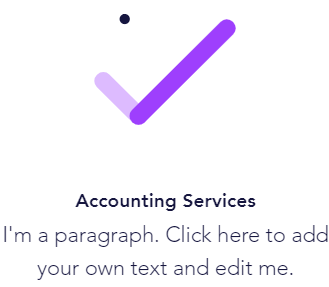 Accounting Services
I'm a paragraph. Click here to add
your own text and edit me.